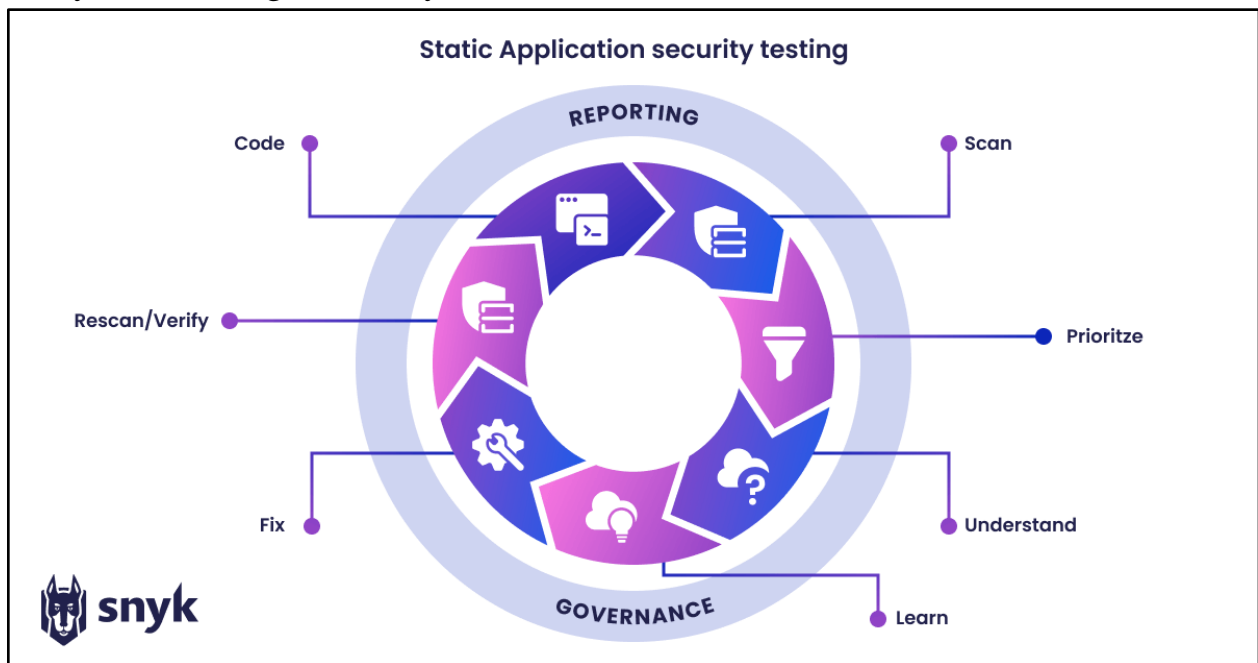 Static Application security testing
REPORTING
Code
Scan
Rescan/Verify
Prioritze
Fix
Understand
Learn
GOVERNANCE
snyk